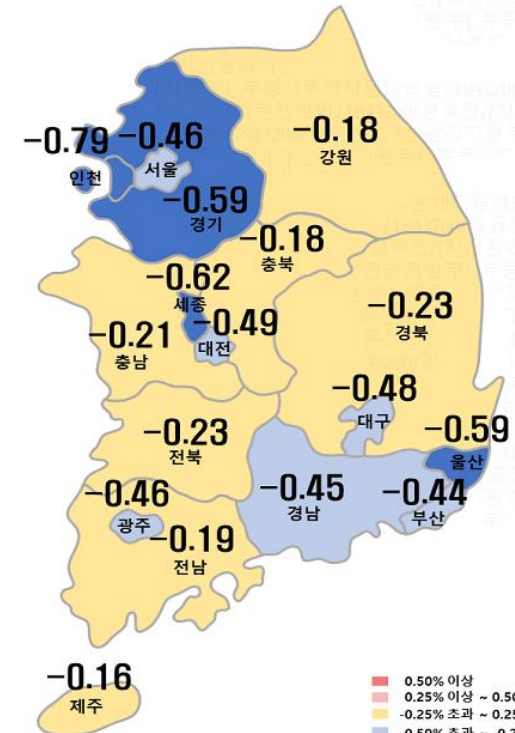 -0.79
인천
-0.46
서울
-0.18
강원
-0.59
경기
-0.18
충북
-0.62
세종
-0.49
대전
-0.21
충남
-0.23
경북
-0.48
대구
-0.59
울산
-0.23
전북
-0.46
광주
-0.45
경남
-0.44
부산
-0.19
전남
-0.16
제주
0.50% 이상
0.25% 이상 ~ 0.50
-0.25% 초과 ~ 0.25